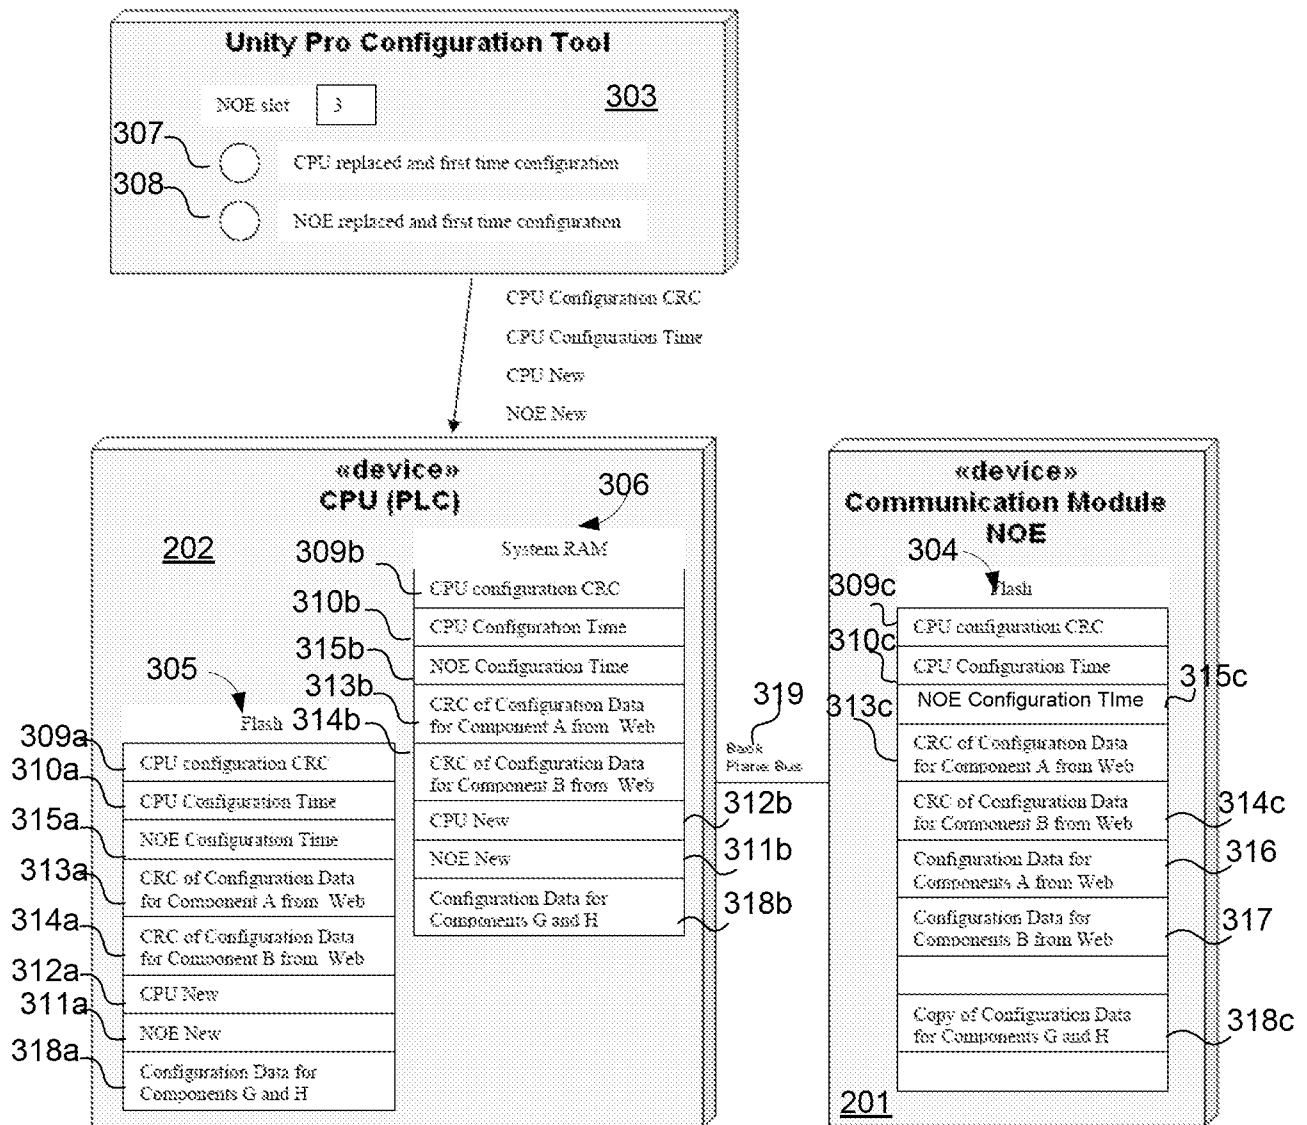 Unity Pro Configuration Tool
NOE slot 3
303
307
CPU replaced and first time configuration
308
NOE replaced and first time configuration
CPU Configuration CRC
CPU Configuration Time
CPU New
NOE New
«device»
CPU (PLC)
202
306
System RAM
309b
CPU configuration CRC
310b
CPU Configuration Time
315b
NOE Configuration Time
313b
CRC of Configuration Data
for Component A from Web
314b
CRC of Configuration Data
for Component B from Web
CPU New
312b
NOE New
311b
Configuration Data for
Components G and H
318b
305
Flash
309a
CPU configuration CRC
310a
CPU Configuration Time
315a
NOE Configuration Time
313a
CRC of Configuration Data
for Component A from Web
314a
CRC of Configuration Data
for Component B from Web
312a
CPU New
311a
NOE New
318a
Configuration Data for
Components G and H
319
Back
Plane Bus
«device»
Communication Module
NOE
304
Flash
309c
CPU configuration CRC
310c
CPU Configuration Time
315c
NOE Configuration TIme
313c
CRC of Configuration Data
for Component A from Web
CRC of Configuration Data
for Component B from Web
314c
Configuration Data for
Components A from Web
316
Configuration Data for
Components B from Web
317
Copy of Configuration Data
for Components G and H
318c
201